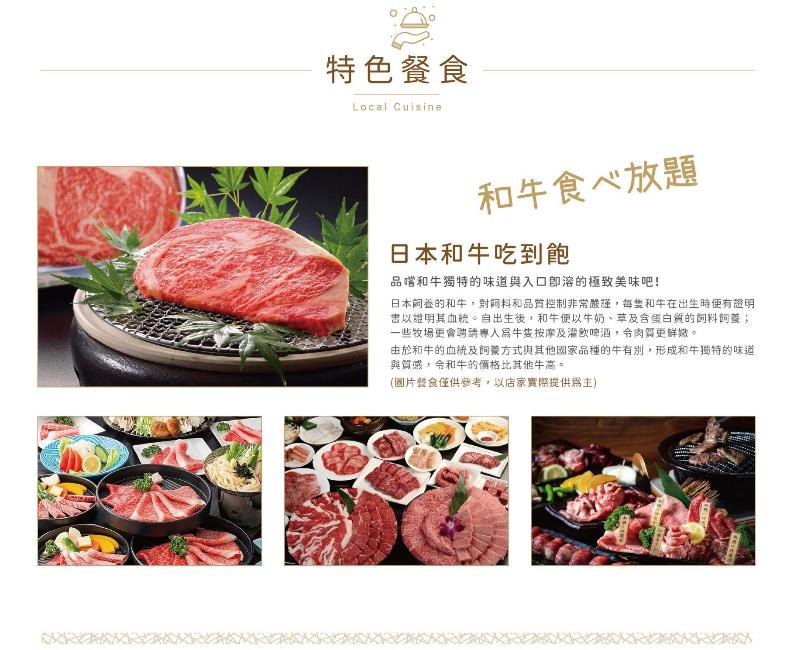 特色餐食
Local Cuisine
和牛食べ放題
日本和牛吃到飽
品嚐和牛獨特的味道與入口即溶的極致美味吧!
日本飼養的和牛，對飼料和品質控制非常嚴謹，每隻和牛在出生時便有證明
書以證明其血統。自出生後，和牛便以牛奶、草及含蛋白質的飼料飼養；
一些牧場更會聘請專人為牛隻按摩及灌飲啤酒，令肉質更鮮嫩。
由於和牛的血統及飼養方式與其他國家品種的牛有別，形成和牛獨特的味道
與質感，令和牛的價格比其他牛高。
(圖片餐食僅供參考，以店家實際提供為主)